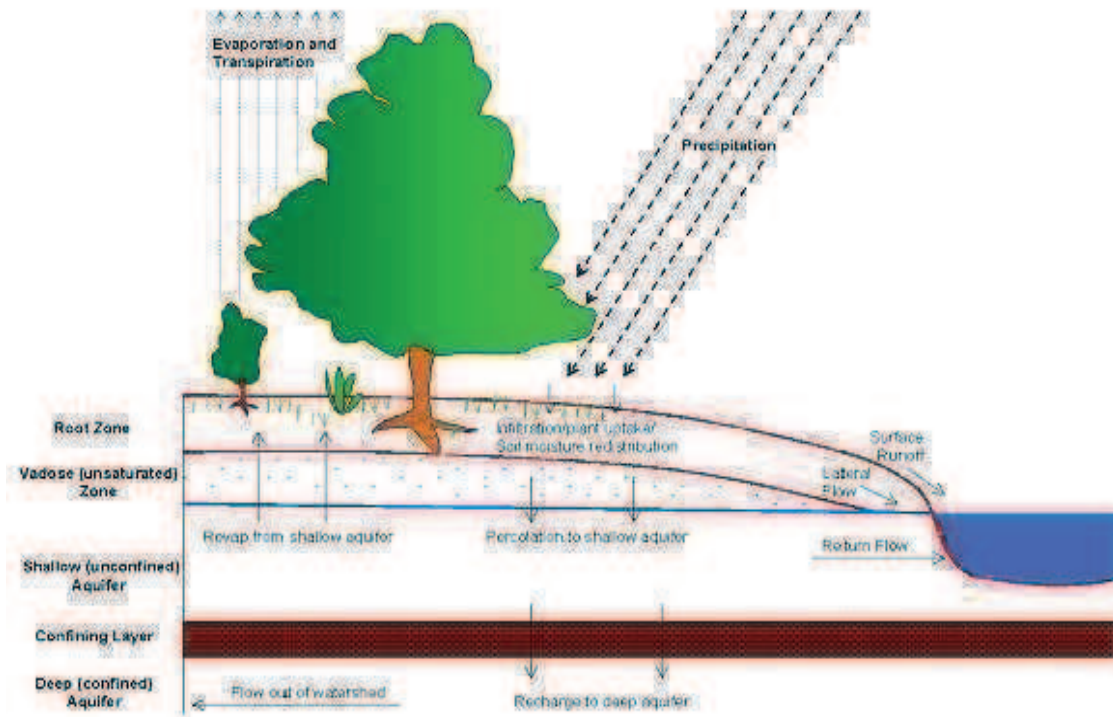 Evaporation and
Transpiration
Precipitation
Root Zone
Infiltration/plant uptake/
Soil moisture redistribution
Surface
Runoff
Vadose (unsaturated)
Zone
Lateral
Flow
Revap from shallow aquifer
Percolation to shallow aquifer
Return Flow
Shallow (unconfined)
Aquifer
Confining Layer
Deep (confined)
Aquifer
Flow out of watershed
Recharge to deep aquifer